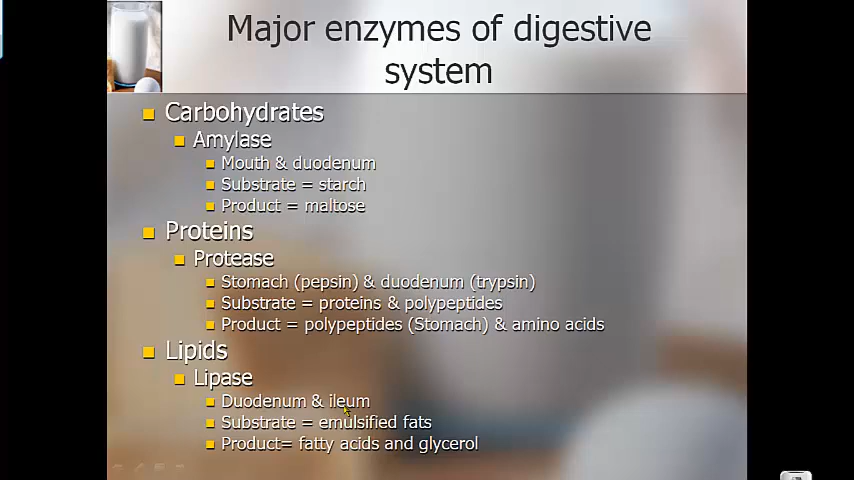 Major enzymes of digestive
system
Carbohydrates
Amylase
Mouth & duodenum
Substrate = starch
Product = maltose
Proteins
Protease
Stomach (pepsin) & duodenum (trypsin)
Substrate = proteins & polypeptides
Product = polypeptides (Stomach) & amino acids
Lipids
Lipase
Duodenum & ileum
Substrate = emulsified fats
Product= fatty acids and glycerol